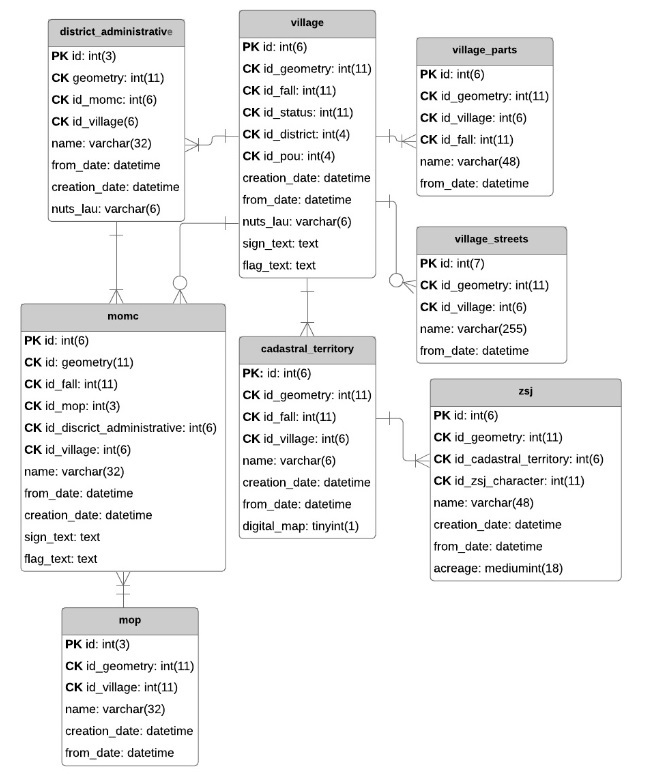 district_administrative
PK id: int(3)
CK geometry: int(11)
CK id_momc: int(6)
CK id_village(6)
name: varchar(32)
from_date: datetime
creation_date: datetime
nuts_lau: varchar(6)
village
PK id: int(6)
CK id_geometry: int(11)
CK id_fall: int(11)
CK id_status: int(11)
CK id_district: int(4)
CK id_pou: int(4)
creation_date: datetime
from_date: datetime
nuts_lau: varchar(6)
sign_text: text
flag_text: text
village_parts
PK id: int(6)
CK id_geometry: int(11)
CK id_village: int(6)
CK id_fall: int(11)
name: varchar(48)
from_date: datetime
village_streets
PK id: int(7)
CK id_geometry: int(11)
CK id_village: int(6)
name: varchar(255)
from_date: datetime
momc
PK id: int(6)
CK id: geometry(11)
CK id_fall: int(11)
CK id_mop: int(3)
CK id_discrict_administrative: int(6)
CK id_village: int(6)
name: varchar(32)
from_date: datetime
creation_date: datetime
sign_text: text
flag_text: text
cadastral_territory
PK: id: int(6)
CK id_geometry: int(11)
CK id_fall: int(11)
CK id_village: int(6)
name: varchar(6)
creation_date: datetime
from_date: datetime
digital_map: tinyint(1)
zsj
PK id: int(6)
CK id_geometry: int(11)
CK id_cadastral_territory: int(6)
CK id_zsj_character: int(11)
name: varchar(48)
creation_date: datetime
from_date: datetime
acreage: mediumint(18)
mop
PK id: int(3)
CK id_geometry: int(11)
CK id_village: int(11)
name: varchar(32)
creation_date: datetime
from_date: datetime